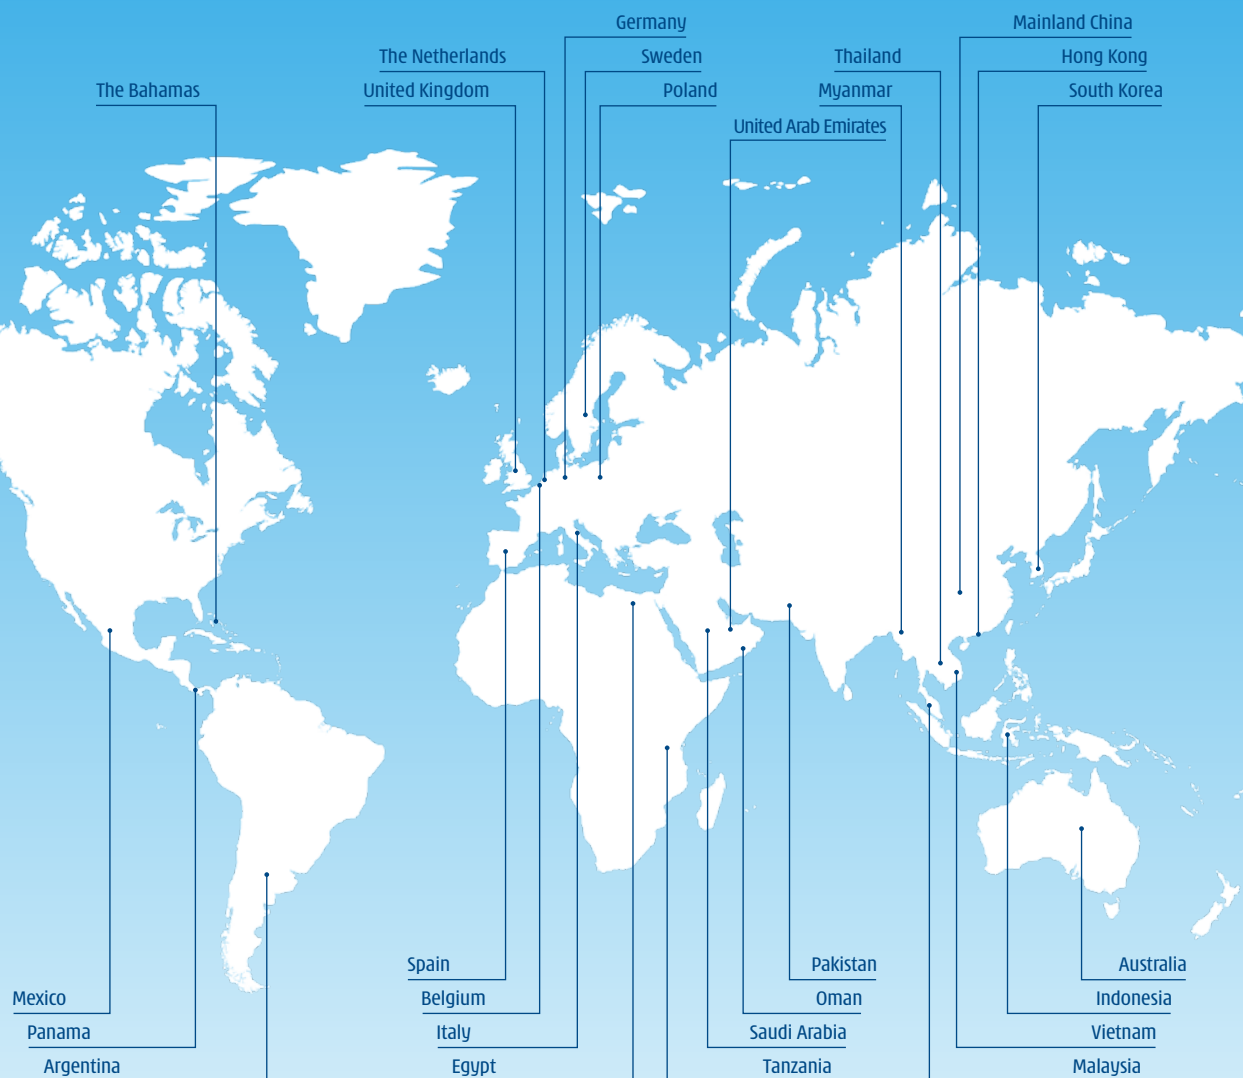 Germany
Mainland China
The Netherlands
Sweden
Thailand
Hong Kong
The Bahamas
United Kingdom
Poland
Myanmar
South Korea
United Arab Emirates
Spain
Pakistan
Australia
Mexico
Belgium
Oman
Indonesia
Panama
Italy
Saudi Arabia
Vietnam
Argentina
Egypt
Tanzania
Malaysia